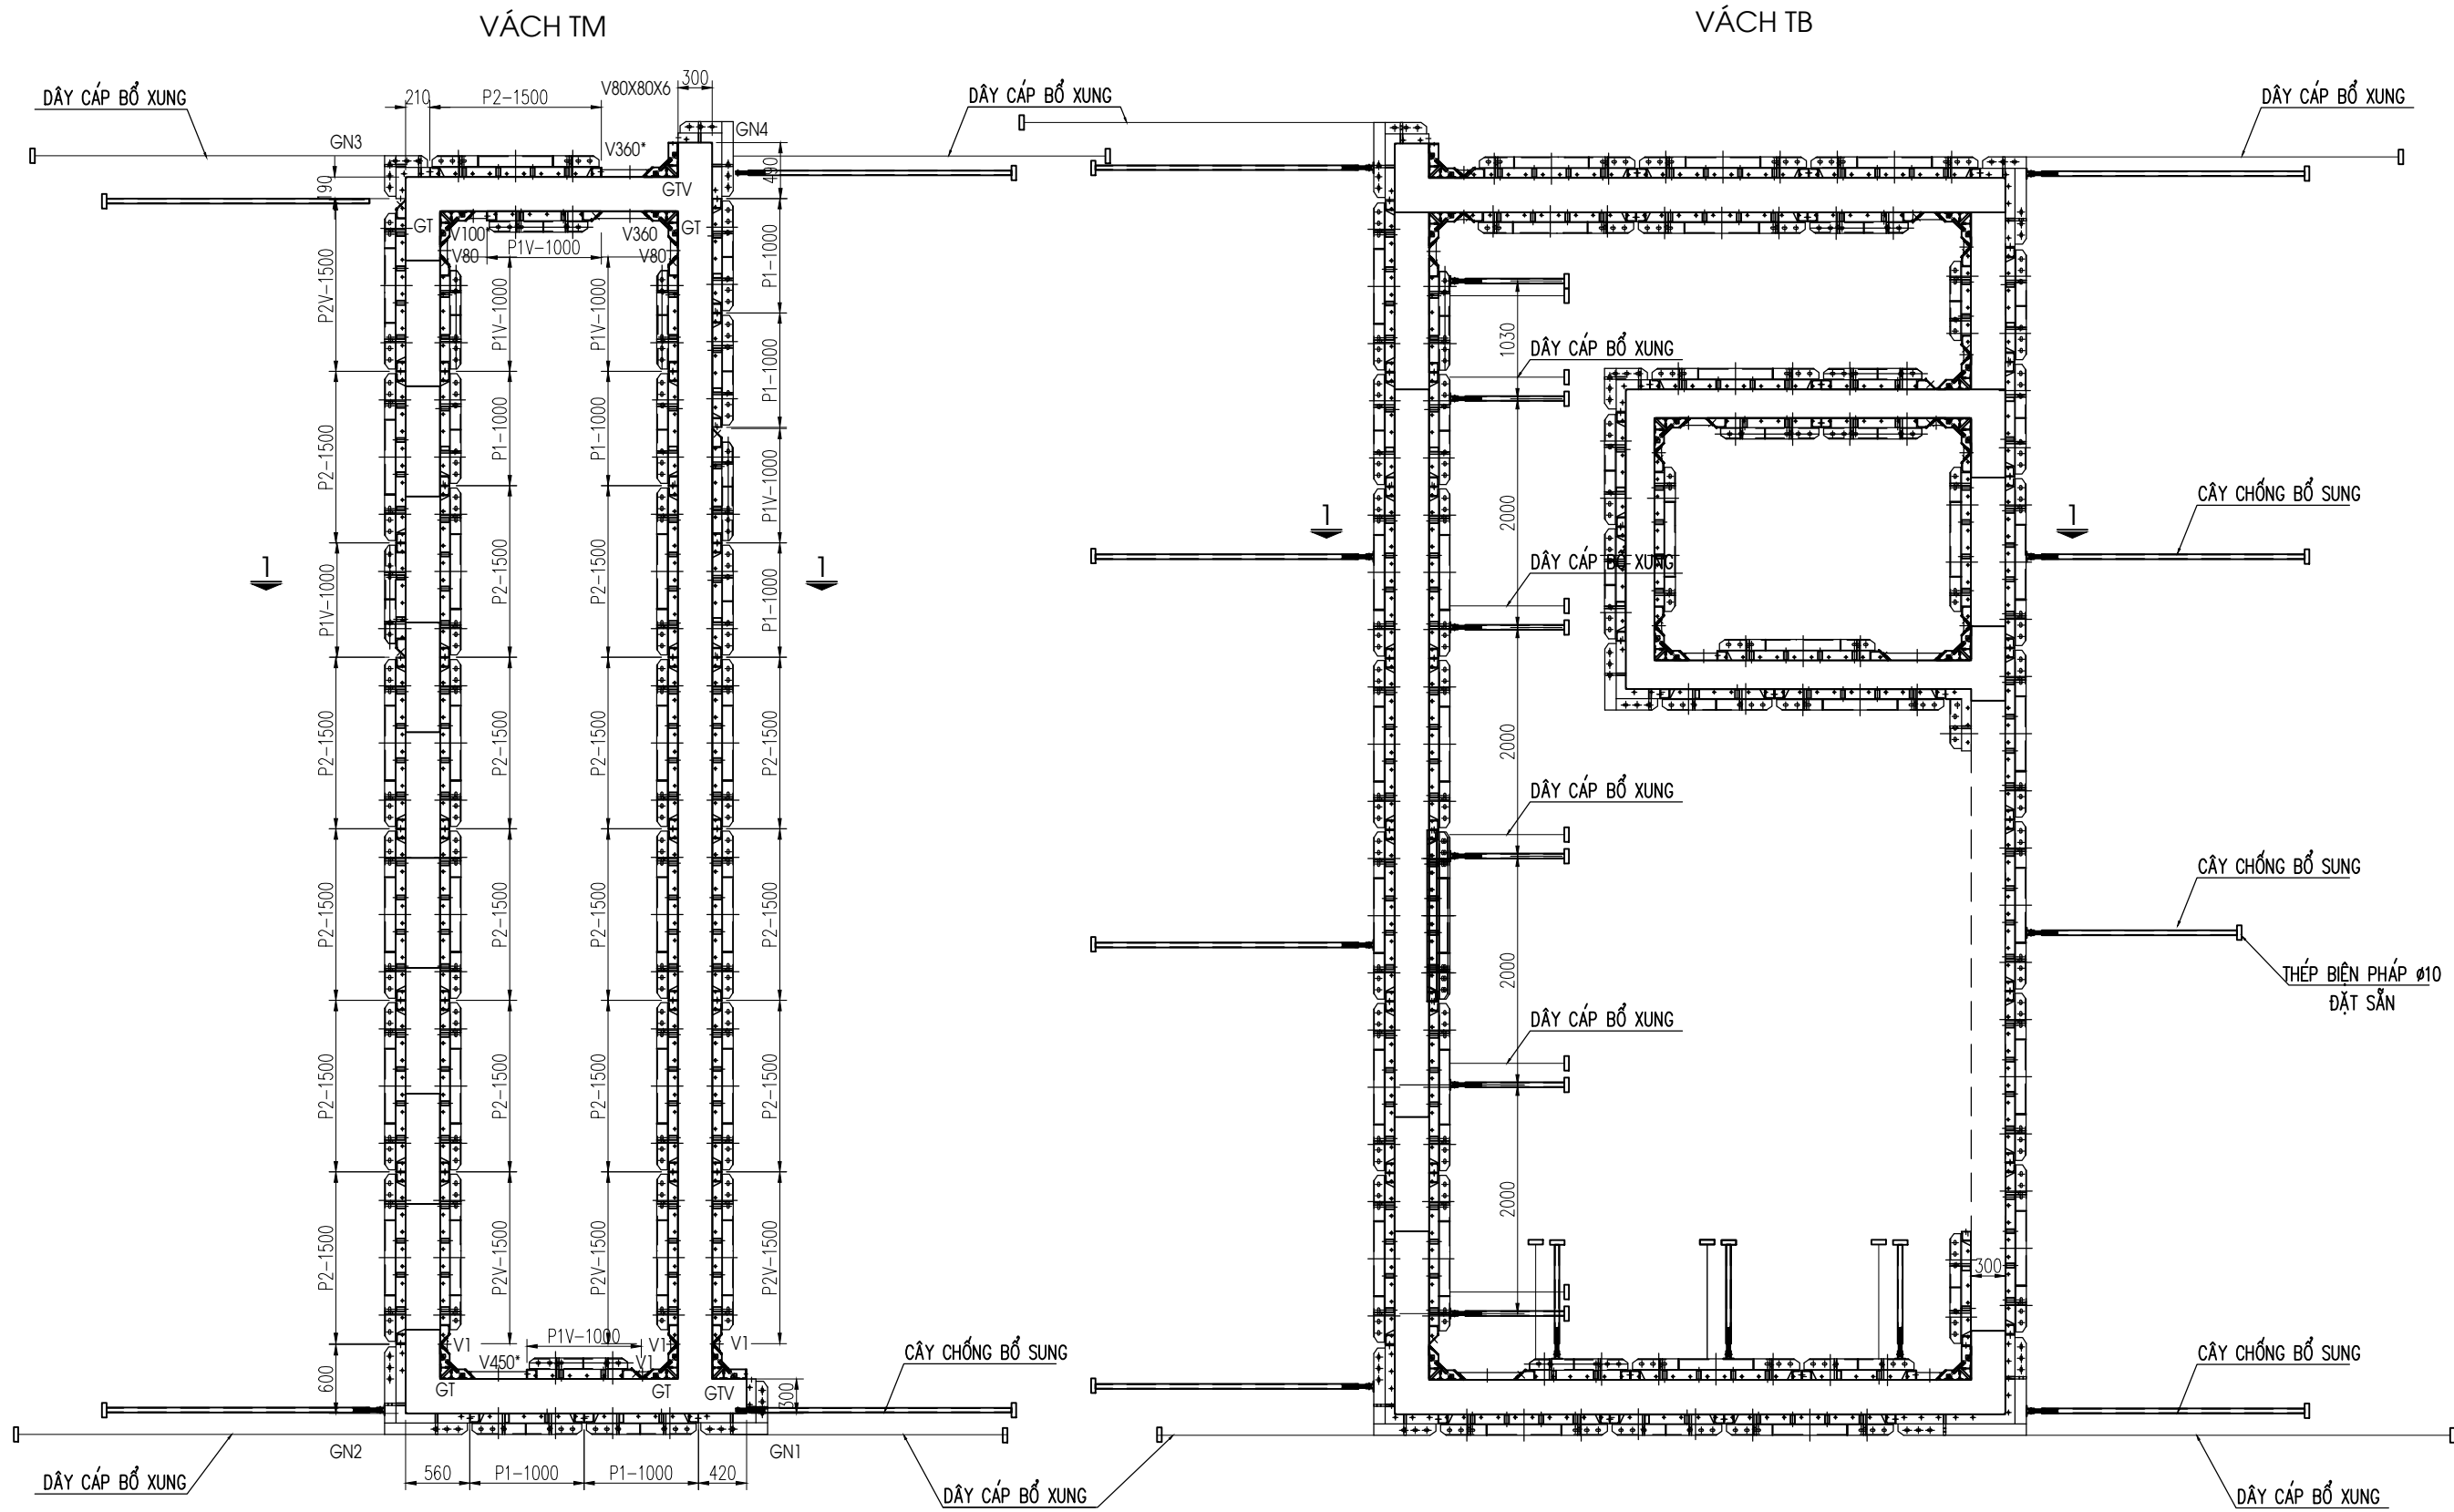 VÁCH TM
VÁCH TB
DÂY CÁP BỔ XUNG
210
P2-1500
V80X80X6
300
DÂY CÁP BỔ XUNG
DÂY CÁP BỔ XUNG
GN3
V360*
GN4
190
GTV
490
GT
V100*
V360
GT
P1V-1000
V80
V80
P2V-1500
P1V-1000
P1V-1000
P1-1000
1030
P1-1000
DÂY CÁP BỔ XUNG
P2-1500
P1-1000
P1-1000
P1V-1000
2000
CÂY CHỐNG BỔ SUNG
1
1
1
1
DÂY CÁP BỔ XUNG
P1V-1000
P2-1500
P2-1500
P1-1000
P2-1500
P2-1500
P2-1500
P2-1500
2000
DÂY CÁP BỔ XUNG
CÂY CHỐNG BỔ SUNG
P2-1500
P2-1500
P2-1500
P2-1500
2000
THÉP BIỆN PHÁP Ø10
ĐẶT SẴN
DÂY CÁP BỔ XUNG
P2-1500
P2-1500
P2-1500
P2-1500
2000
P2-1500
P2V-1500
P2V-1500
P2V-1500
300
P1V-1000
V1
V1
V1
V1
V450*
CÂY CHỐNG BỔ SUNG
CÂY CHỐNG BỔ SUNG
600
GT
GT
GTV
300
GN2
GN1
560
P1-1000
P1-1000
420
DÂY CÁP BỔ XUNG
DÂY CÁP BỔ XUNG
DÂY CÁP BỔ XUNG